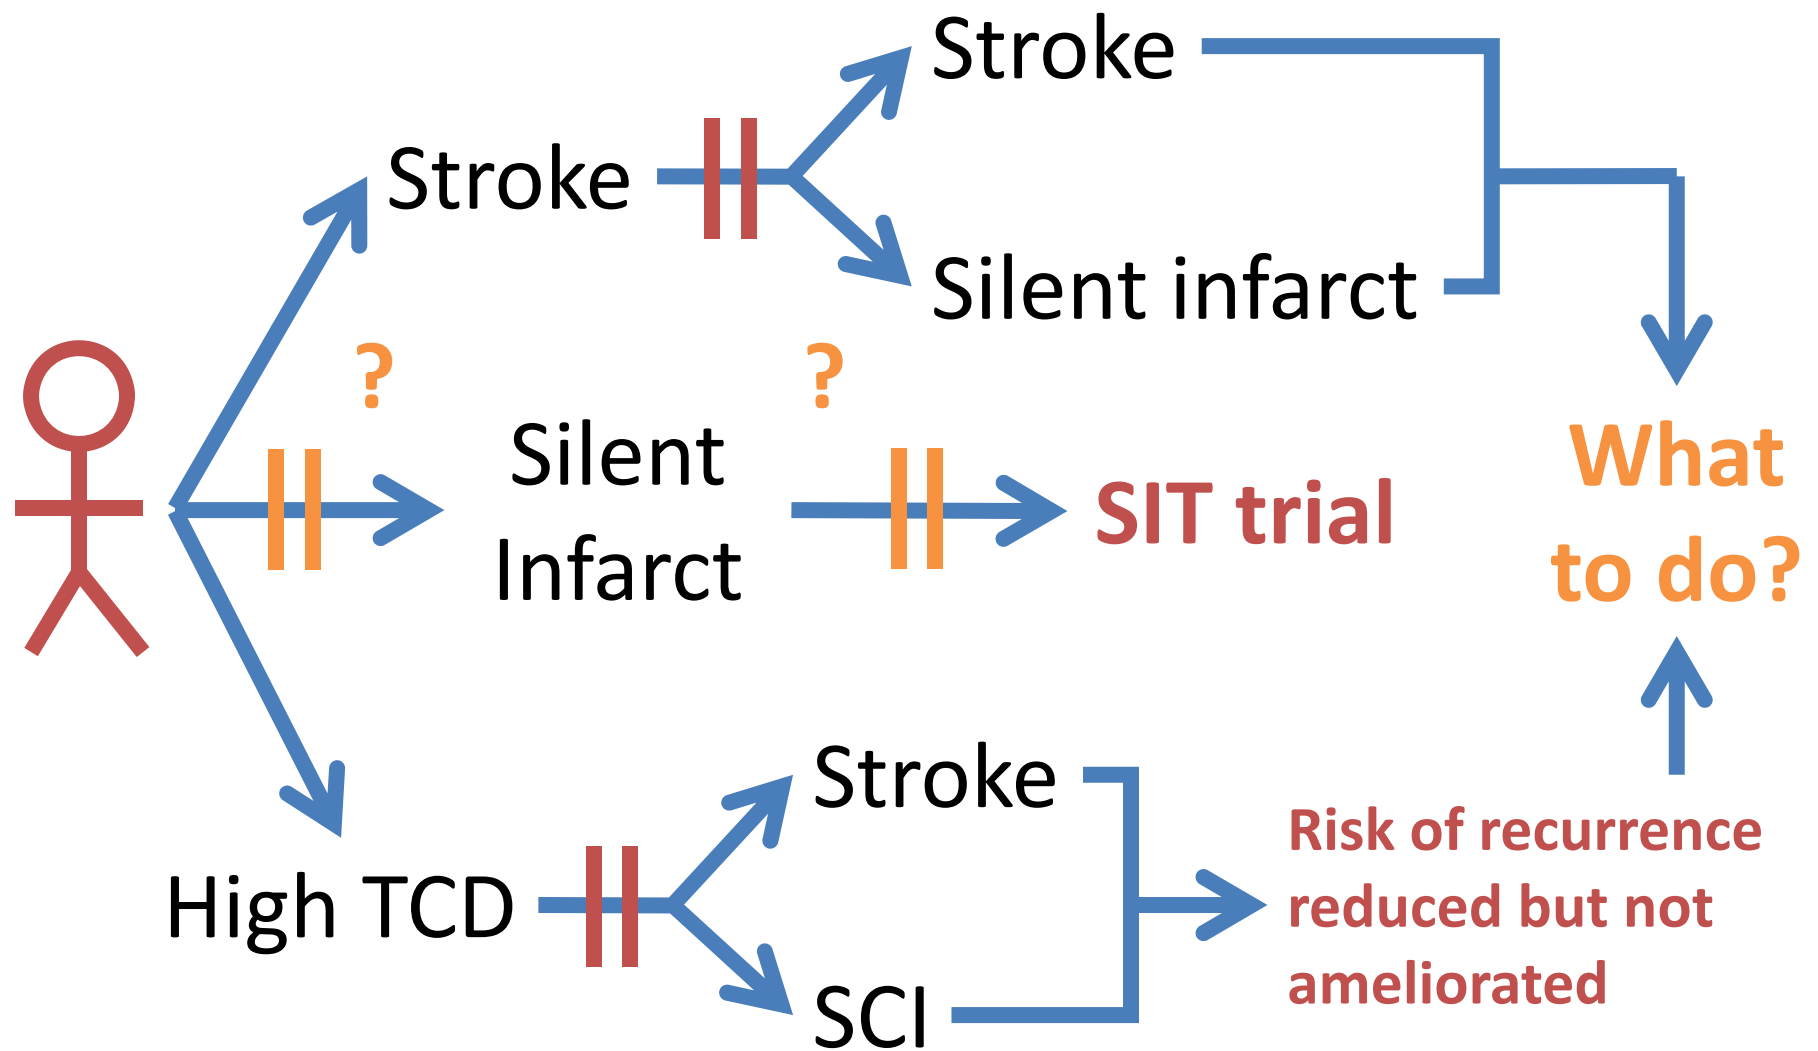 Stroke
Stroke
Silent infarct
?
?
Silent
Infarct
SIT trial
What
to do?
Stroke
High TCD
SCI
Risk of recurrence
reduced but not
ameliorated